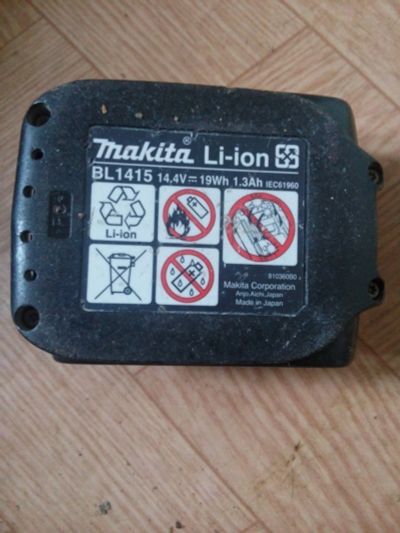 makita® Li-ion
BL1415 14.4V⎓19Wh 1.3Ah IEC61960
Li-ion
81036080
Makita Corporation
Anjo,Aichi,Japan
Made in Japan